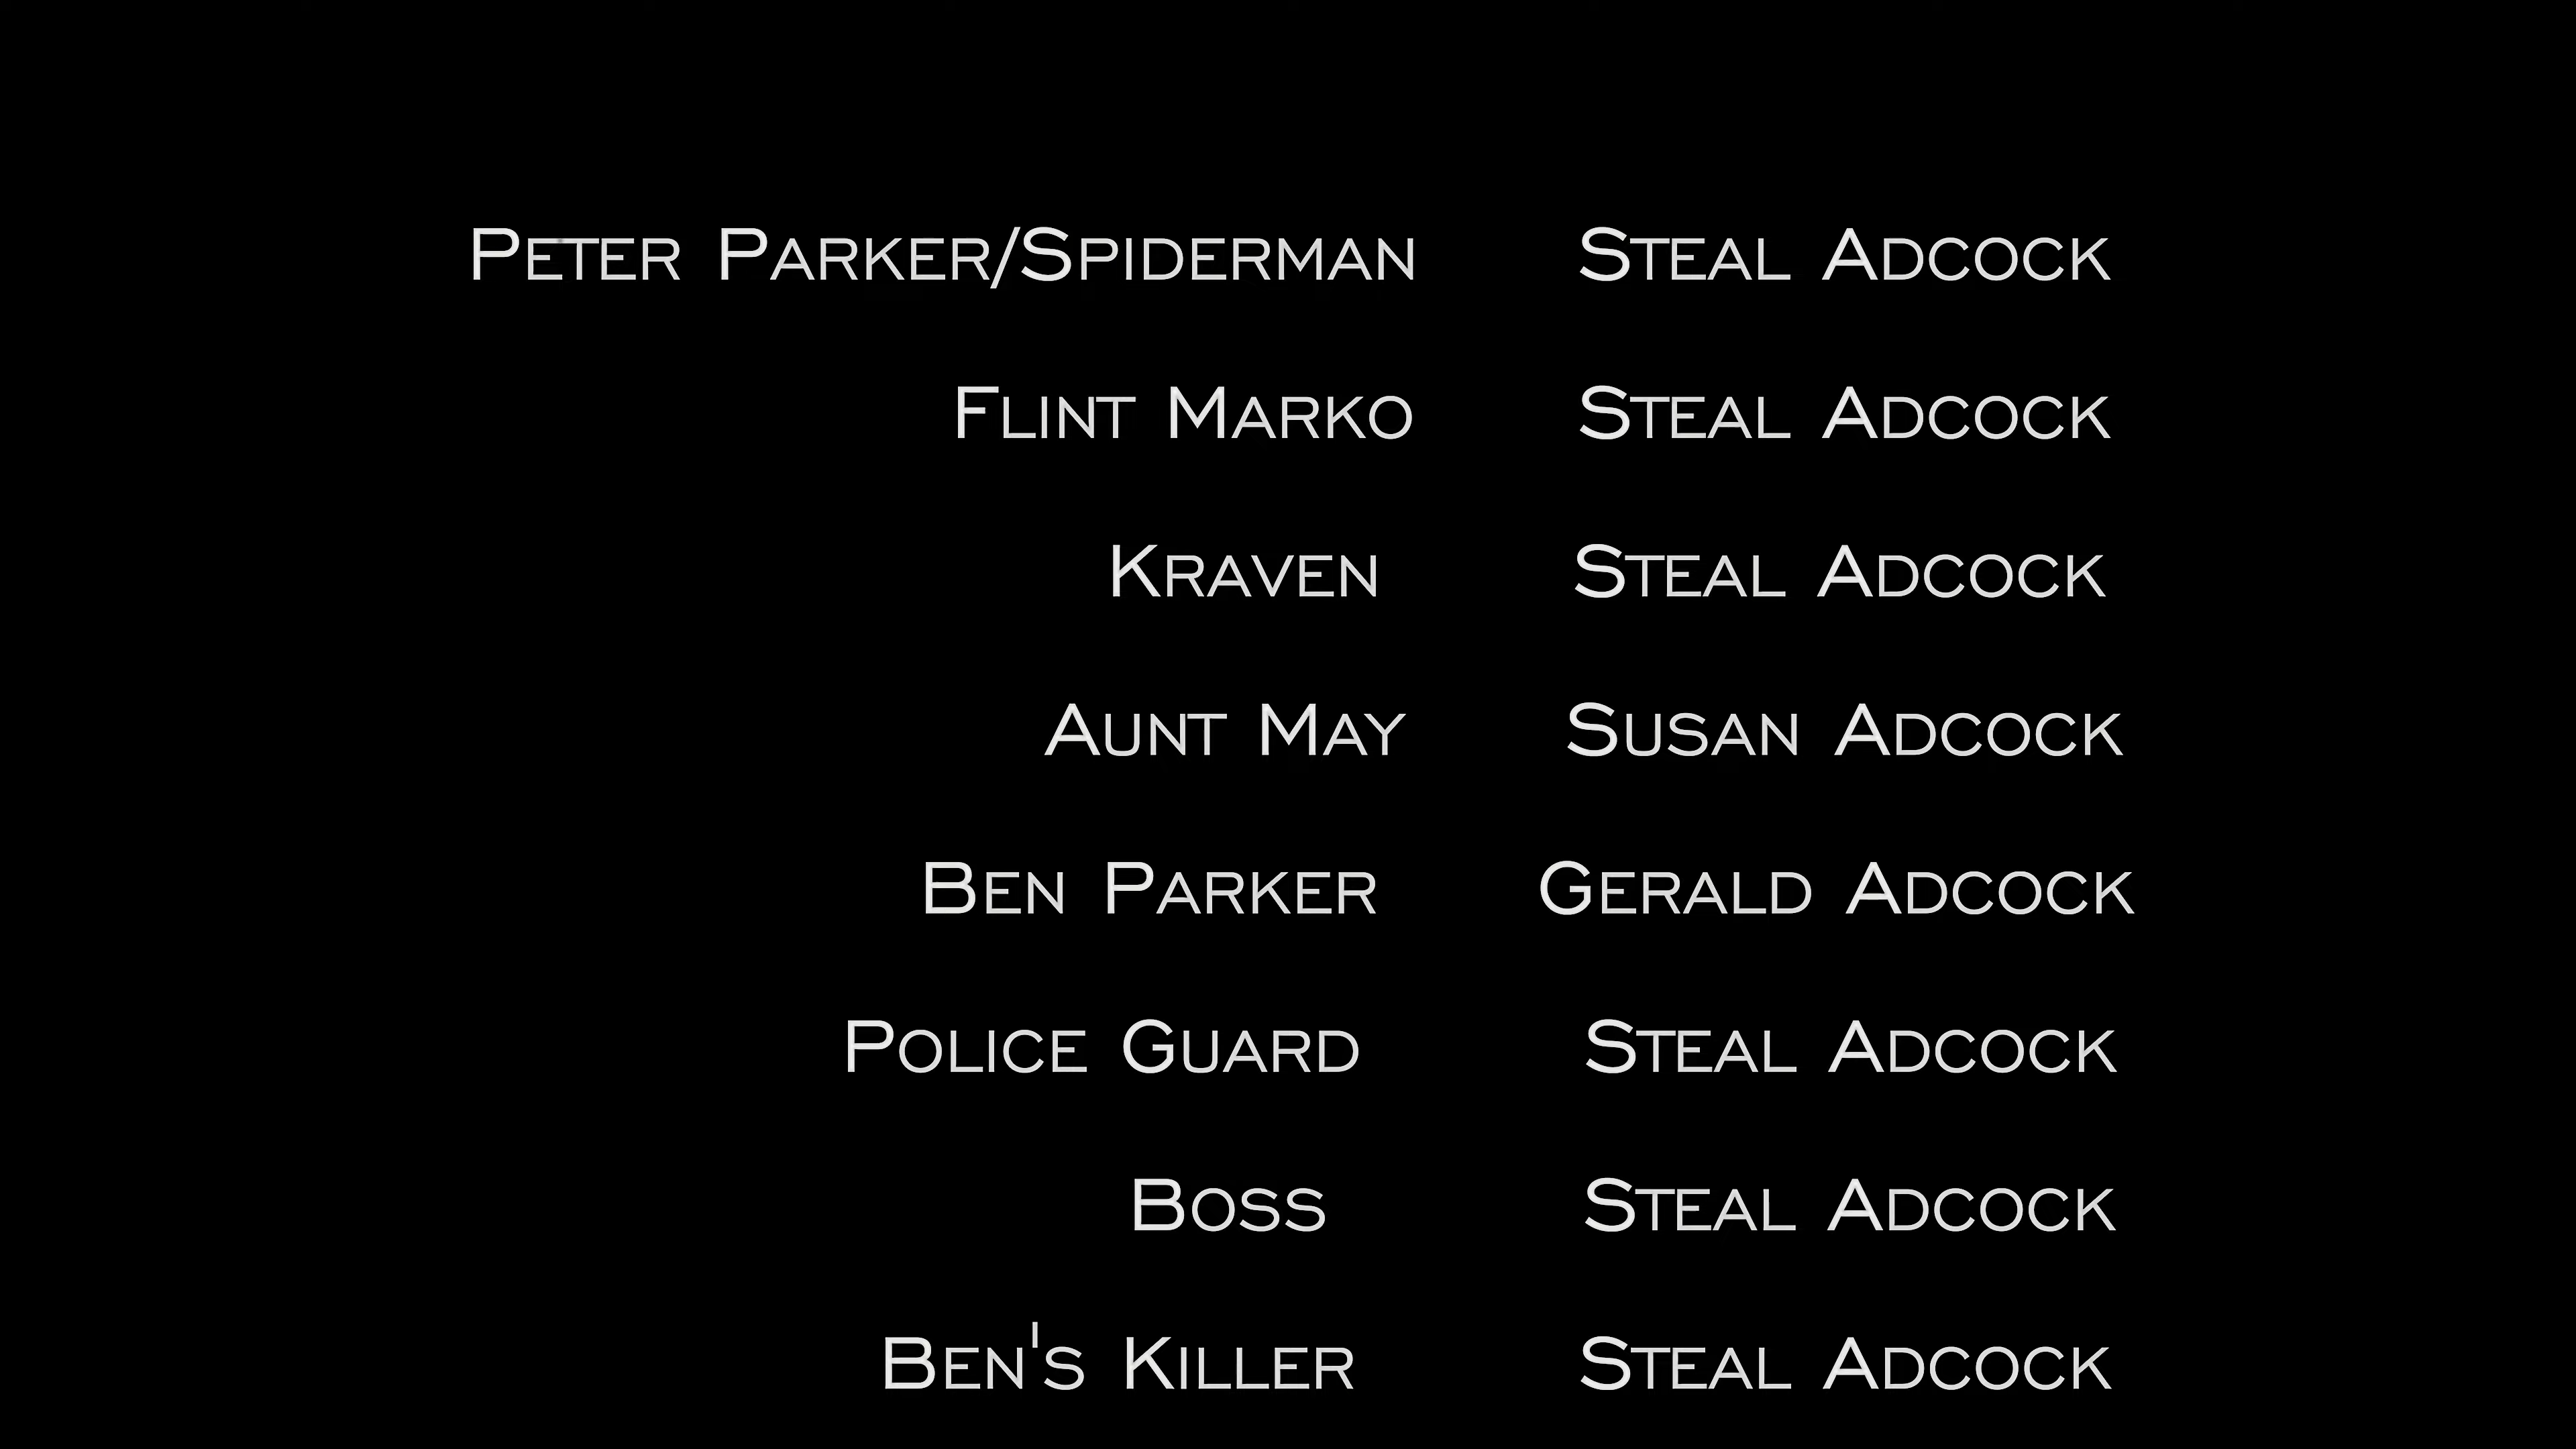 Peter Parker/Spiderman Steal Adcock
Flint Marko Steal Adcock
Kraven Steal Adcock
Aunt May Susan Adcock
Ben Parker Gerald Adcock
Police Guard Steal Adcock
Boss Steal Adcock
Ben's Killer Steal Adcock